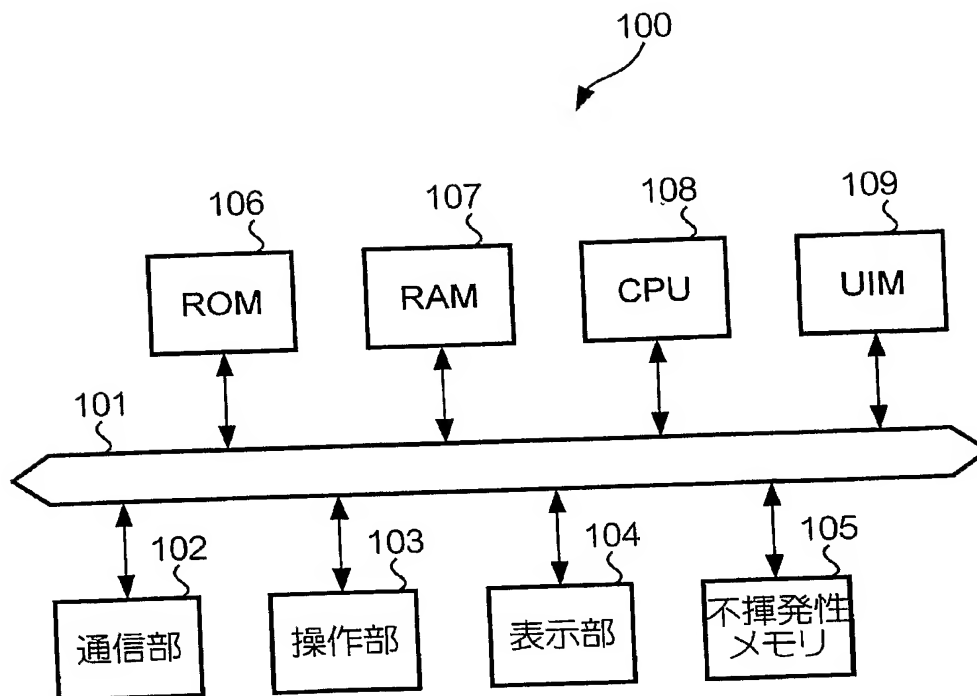 100
106
107
108
109
ROM
RAM
CPU
UIM
101
102
103
104
105
通信部
操作部
表示部
不揮発性
メモリ